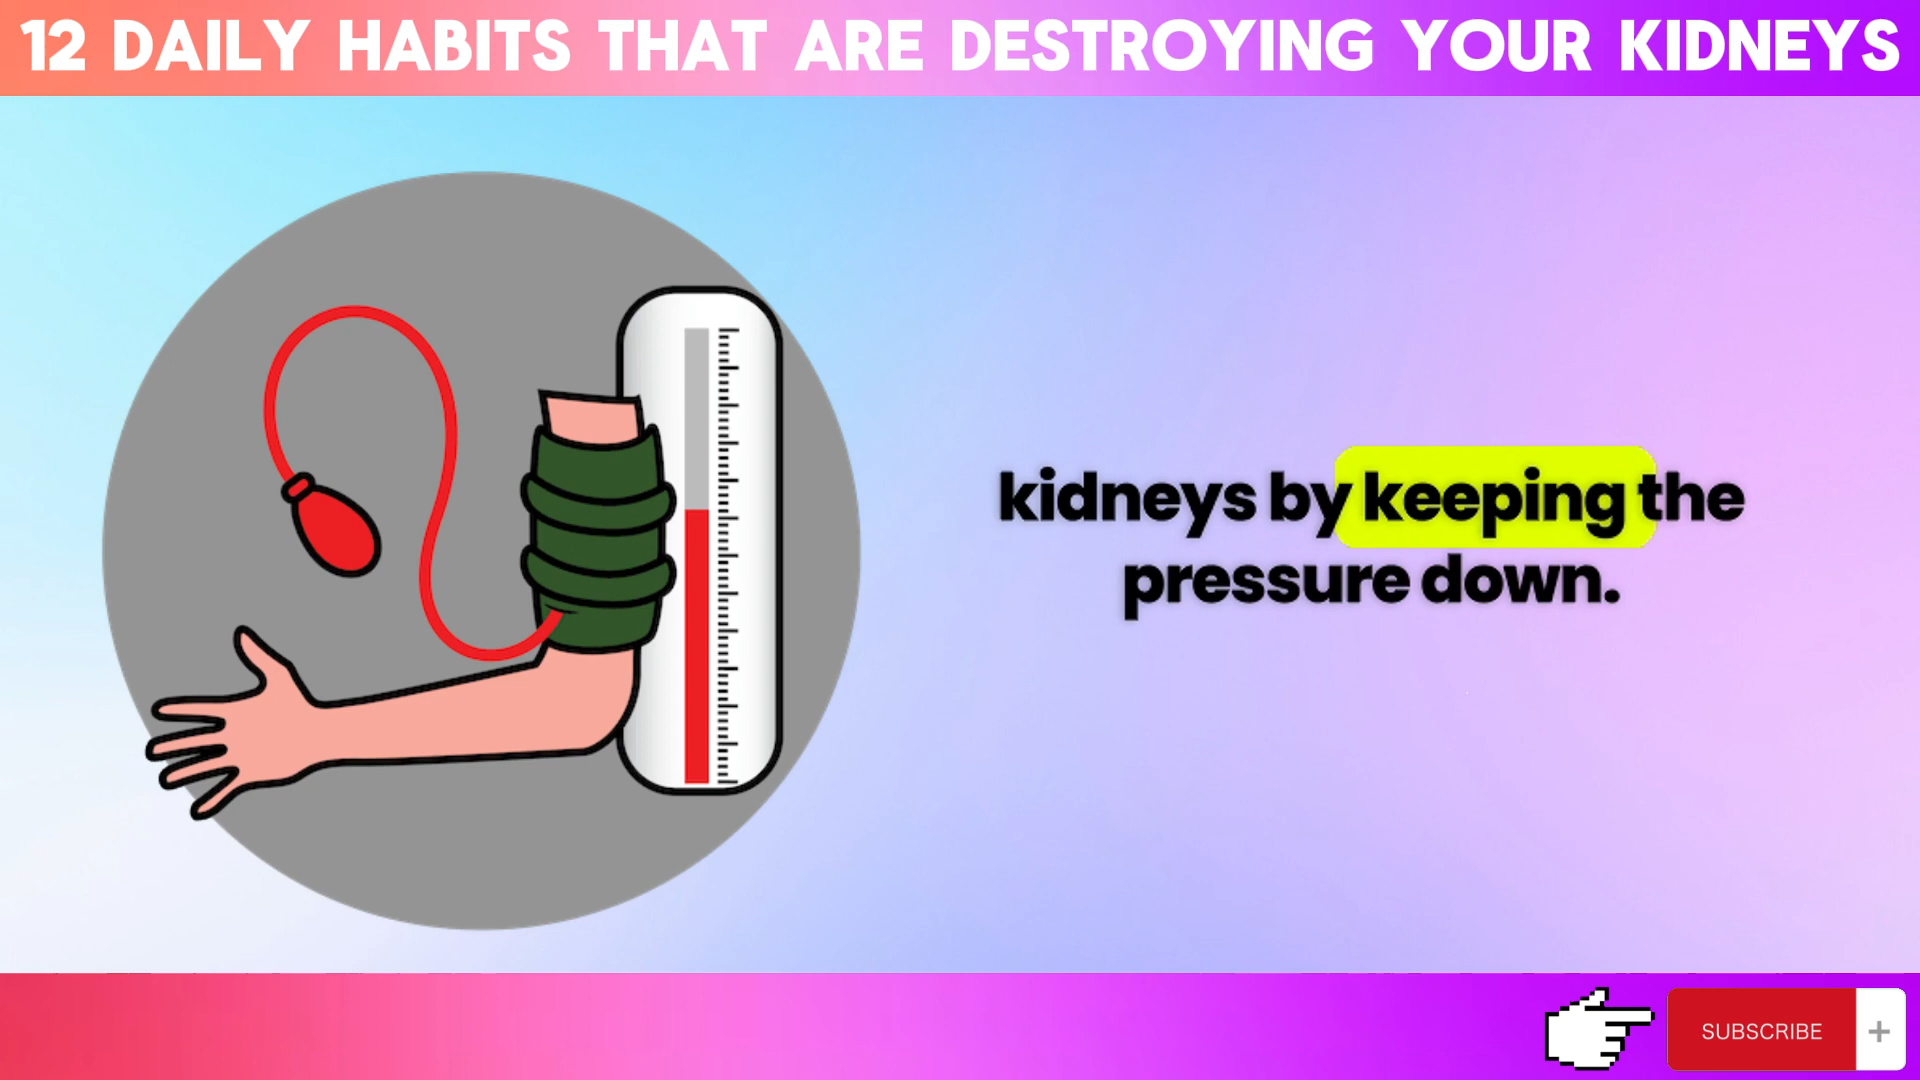 12 DAILY HABITS THAT ARE DESTROYING YOUR KIDNEYS
kidneys by keeping the
pressure down.
SUBSCRIBE +